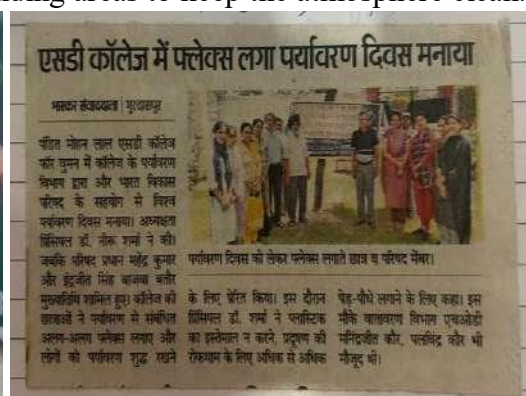 एसडी कॉलेज में फ्लेक्स लगा पर्यावरण दिवस मनाया
भास्कर संवाददाता | गुरदासपुर
पंडित मोहन लाल एसडी कॉलेज
फॉर वुमन में कॉलेज के पर्यावरण
विभाग द्वारा और भारत विकास
परिषद के सहयोग से विश्व
पर्यावरण दिवस मनाया। अध्यक्षता
प्रिंसिपल डॉ. नीरू शर्मा ने की।
जबकि परिषद प्रधान महेंद्र कुमार
और इंद्रजीत सिंह बाजवा बतौर
मुख्यातिथि शामिल हुए। कॉलेज की
छात्राओं ने पर्यावरण से संबंधित
अलग-अलग फ्लेक्स लगाए और
लोगों को पर्यावरण शुद्ध रखने
पर्यावरण दिवस को लेकर फ्लेक्स लगाते छात्र व परिषद मेंबर।
के लिए प्रेरित किया। इस दौरान
प्रिंसिपल डॉ. शर्मा ने प्लास्टिक
का इस्तेमाल न करने, प्रदूषण की
रोकथाम के लिए अधिक से अधिक
पेड़-पौधे लगाने के लिए कहा। इस
मौके वातावरण विभाग एचओडी
मनिंद्रजीत कौर, पलविंद्र कौर भी
मौजूद थी।